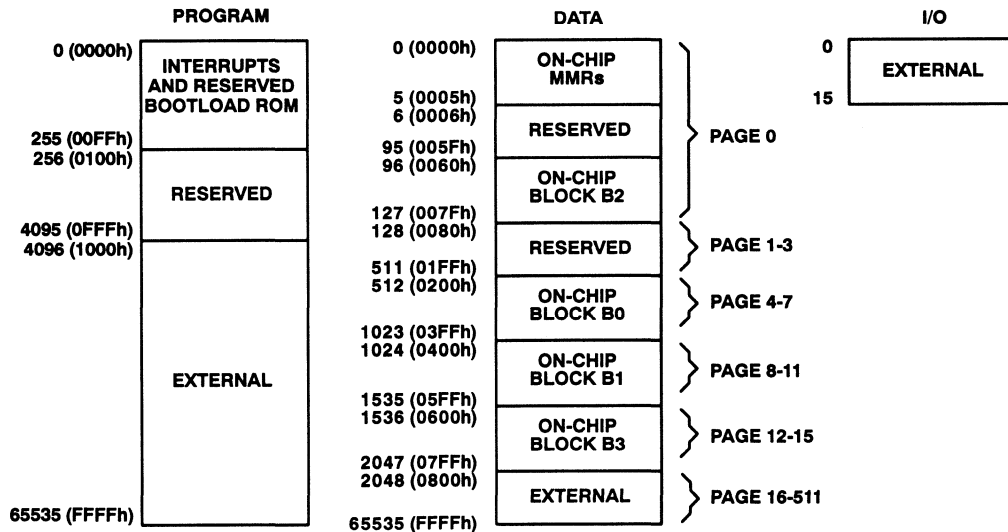 PROGRAM
0 (0000h)
INTERRUPTS
AND RESERVED
BOOTLOAD ROM
255 (00FFh)
256 (0100h)
RESERVED
4095 (0FFFh)
4096 (1000h)
EXTERNAL
65535 (FFFFh)
DATA
0 (0000h)
ON-CHIP
MMRs
5 (0005h)
6 (0006h)
RESERVED
95 (005Fh)
96 (0060h)
ON-CHIP
BLOCK B2
127 (007Fh)
128 (0080h)
RESERVED
511 (01FFh)
512 (0200h)
ON-CHIP
BLOCK B0
1023 (03FFh)
1024 (0400h)
ON-CHIP
BLOCK B1
1535 (05FFh)
1536 (0600h)
ON-CHIP
BLOCK B3
2047 (07FFh)
2048 (0800h)
EXTERNAL
65535 (FFFFh)
PAGE 0
PAGE 1-3
PAGE 4-7
PAGE 8-11
PAGE 12-15
PAGE 16-511
I/O
0
EXTERNAL
15